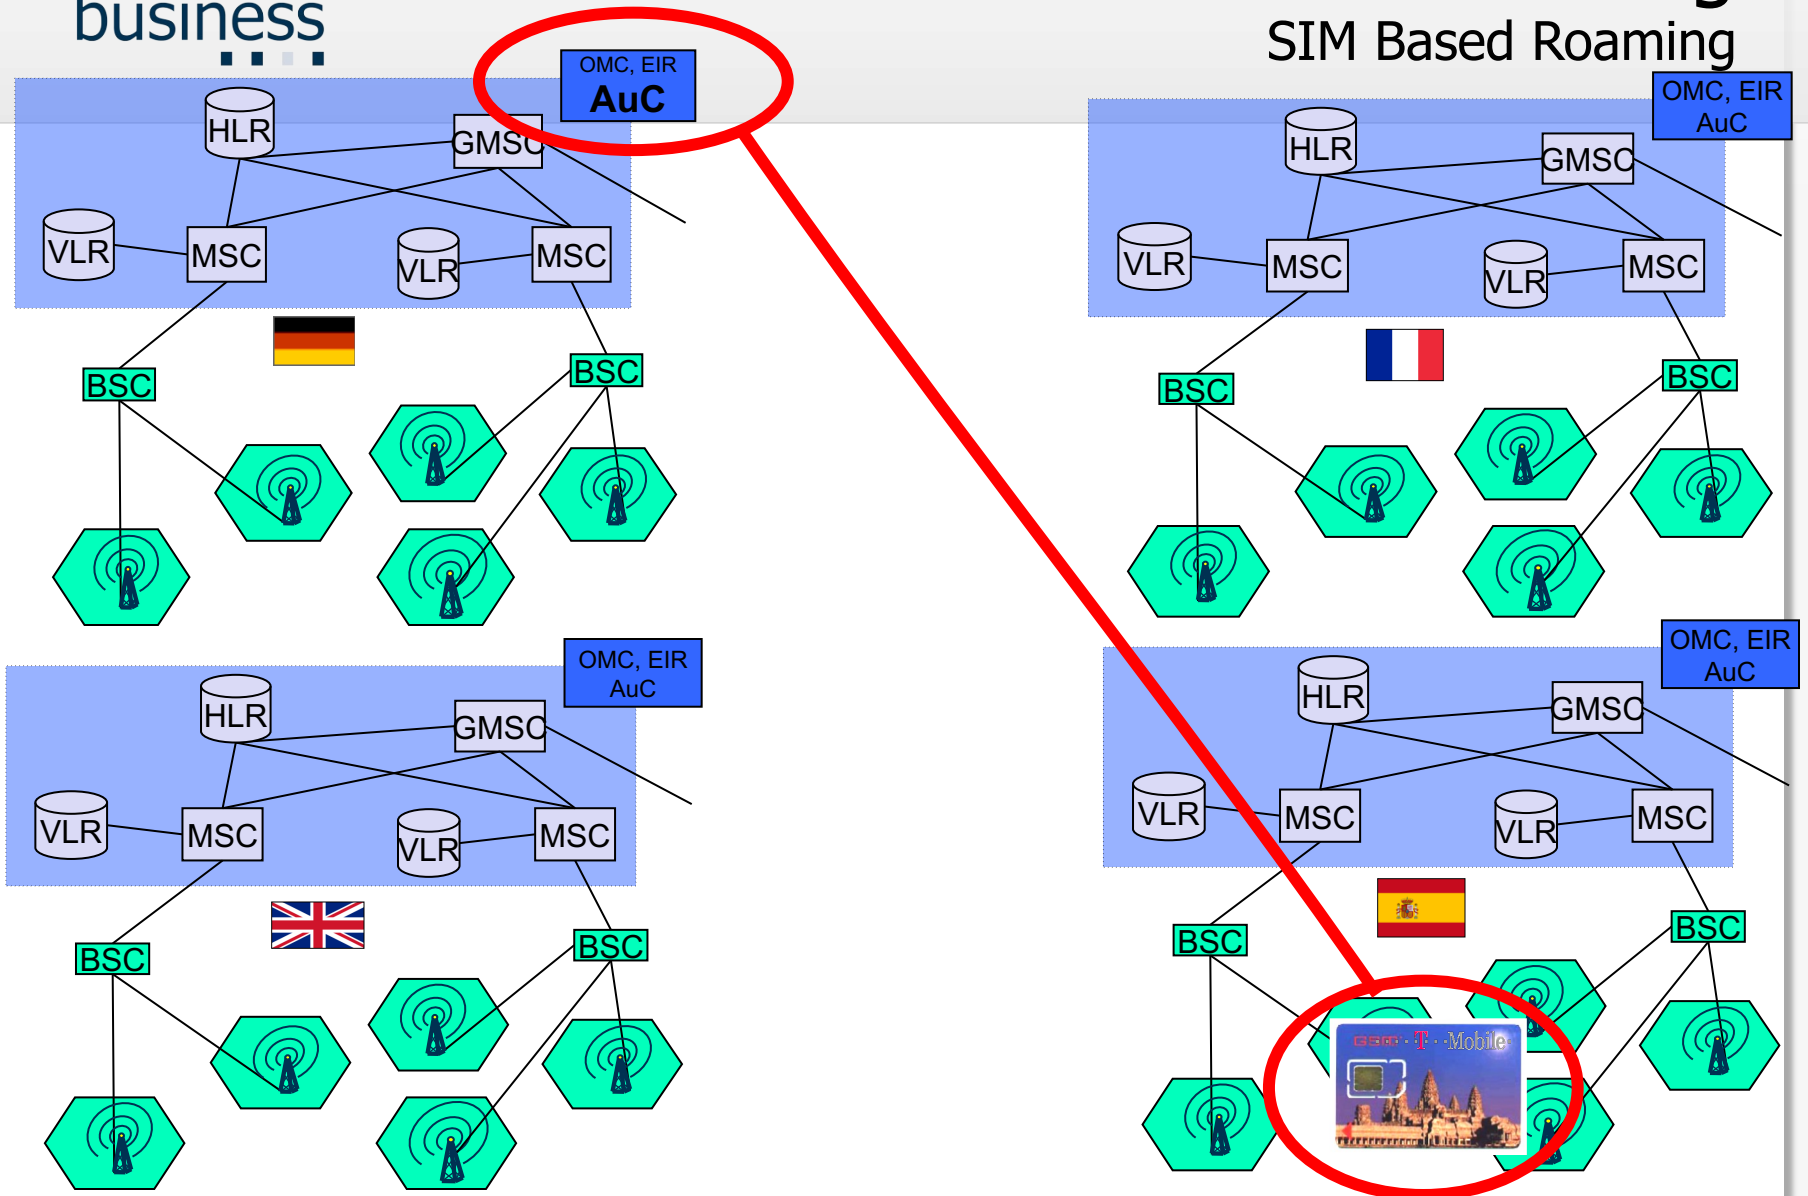 business
SIM Based Roaming
OMC, EIR
AuC
HLR
GMSC
VLR
MSC
VLR
MSC
BSC
BSC
OMC, EIR
AuC
HLR
GMSC
VLR
MSC
VLR
MSC
BSC
BSC
OMC, EIR
AuC
HLR
GMSC
VLR
MSC
VLR
MSC
BSC
BSC
OMC, EIR
AuC
HLR
GMSC
VLR
MSC
VLR
MSC
BSC
BSC
GSM · T · · Mobile ·